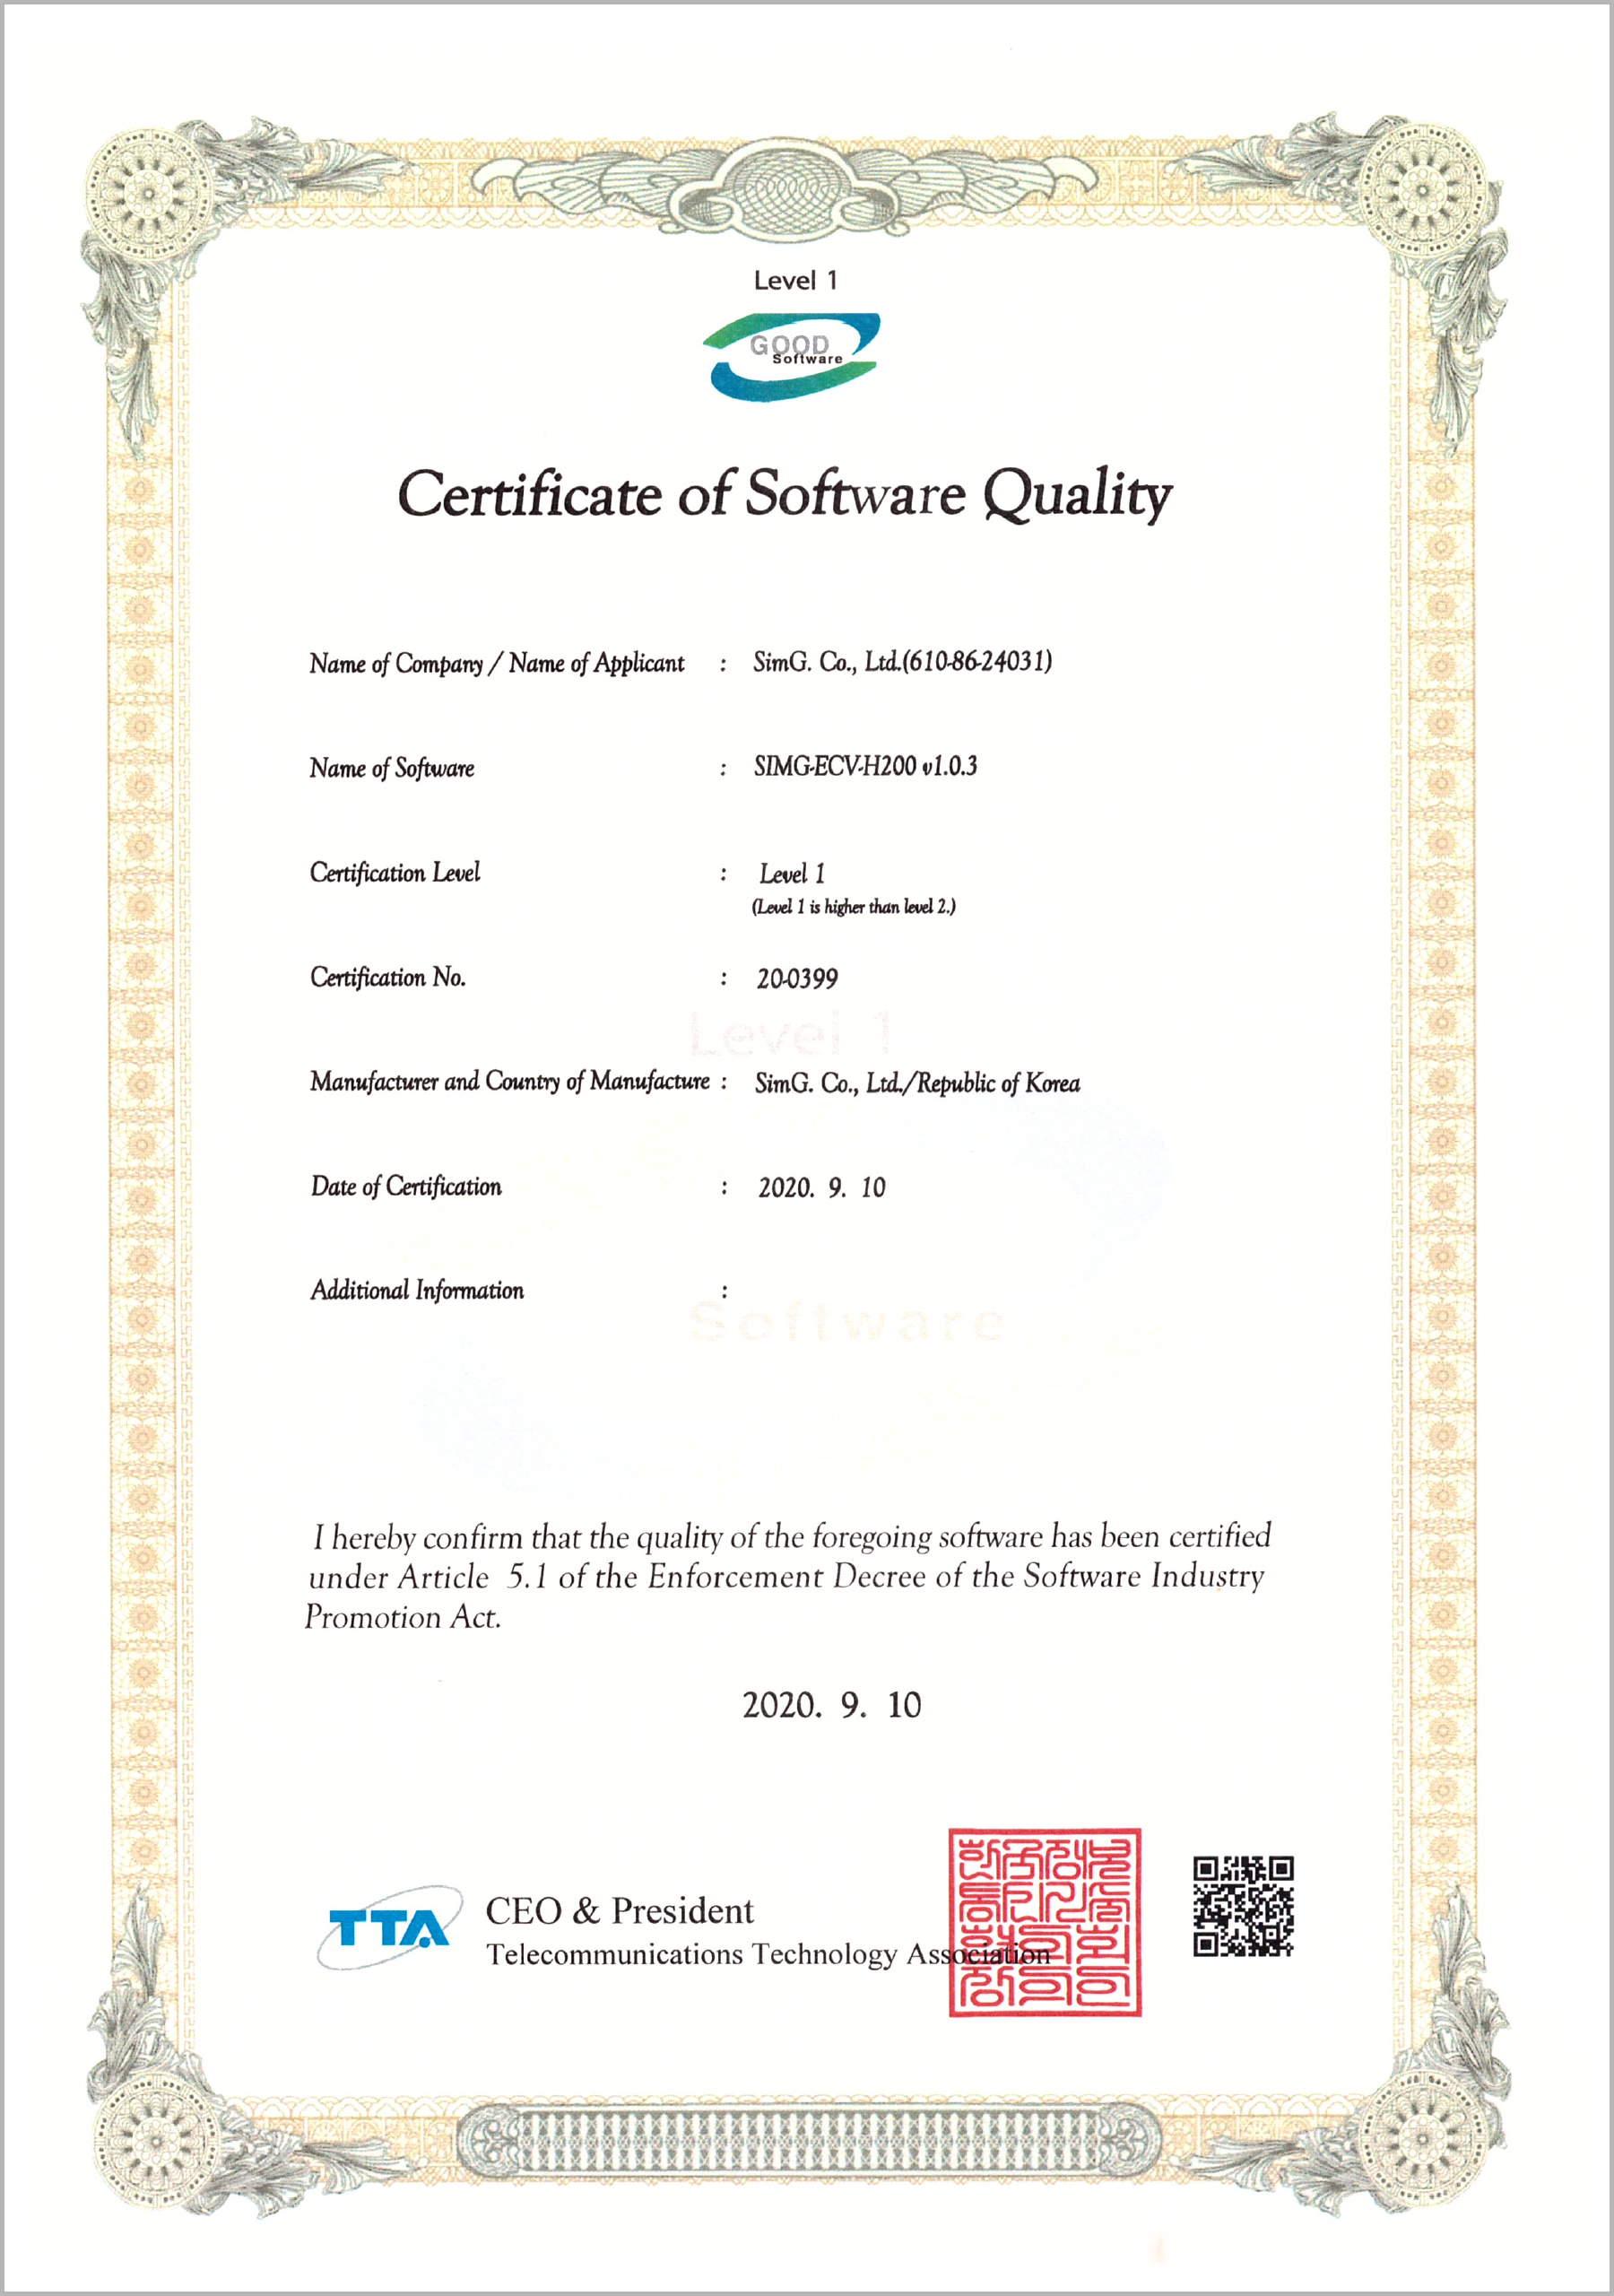 Level 1
GOOD
Software
Certificate of Software Quality
Name of Company / Name of Applicant : SimG. Co., Ltd.(610-86-24031)
Name of Software : SIMG-ECV-H200 v1.0.3
Certification Level : Level 1
(Level 1 is higher than level 2.)
Certification No. : 20-0399
Level 1
Manufacturer and Country of Manufacture : SimG. Co., Ltd./Republic of Korea
Date of Certification : 2020. 9. 10
Additional Information :
Software
I hereby confirm that the quality of the foregoing software has been certified
under Article 5.1 of the Enforcement Decree of the Software Industry
Promotion Act.
2020. 9. 10
TTA
CEO & President
Telecommunications Technology Association